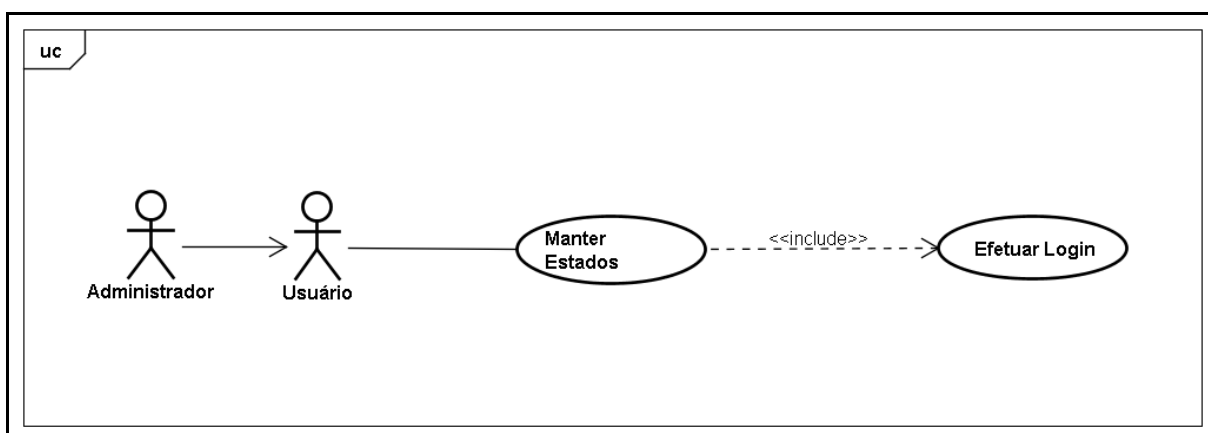 uc
Administrador
Usuário
Manter
Estados
<<include>>
Efetuar Login